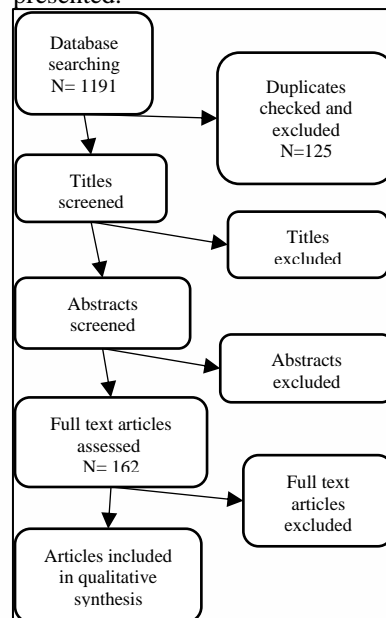 presented.
Database
searching
N= 1191
Duplicates
checked and
excluded
N=125
Titles
screened
Titles
excluded
Abstracts
screened
Abstracts
excluded
Full text articles
assessed
N= 162
Full text
articles
excluded
Articles included
in qualitative
synthesis